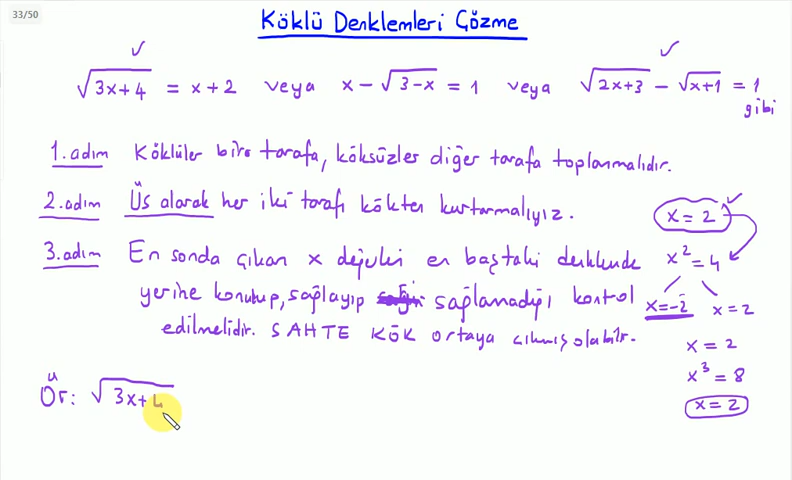 33/50
Köklü Denklemleri Çözme
√3x+4 = x+2 veya x-√3-x = 1 veya √2x+3 - √x+1 = 1
gibi
1.adım Köklüler bir tarafa, köksüzler diğer tarafa toplanmalıdır.
2.adım Üs alarak her iki tarafı kökten kurtarmalıyız.
3.adım En sonda çıkan x değerleri en baştaki denklemde
yerine konulup, sağlayıp sağlamadığı kontrol
edilmelidir. SAHTE KÖK ortaya çıkmış olabilir.
x = 2
x² = 4
x = -2 x = 2
x = 2
x³ = 8
x = 2
Ör: √3x+4